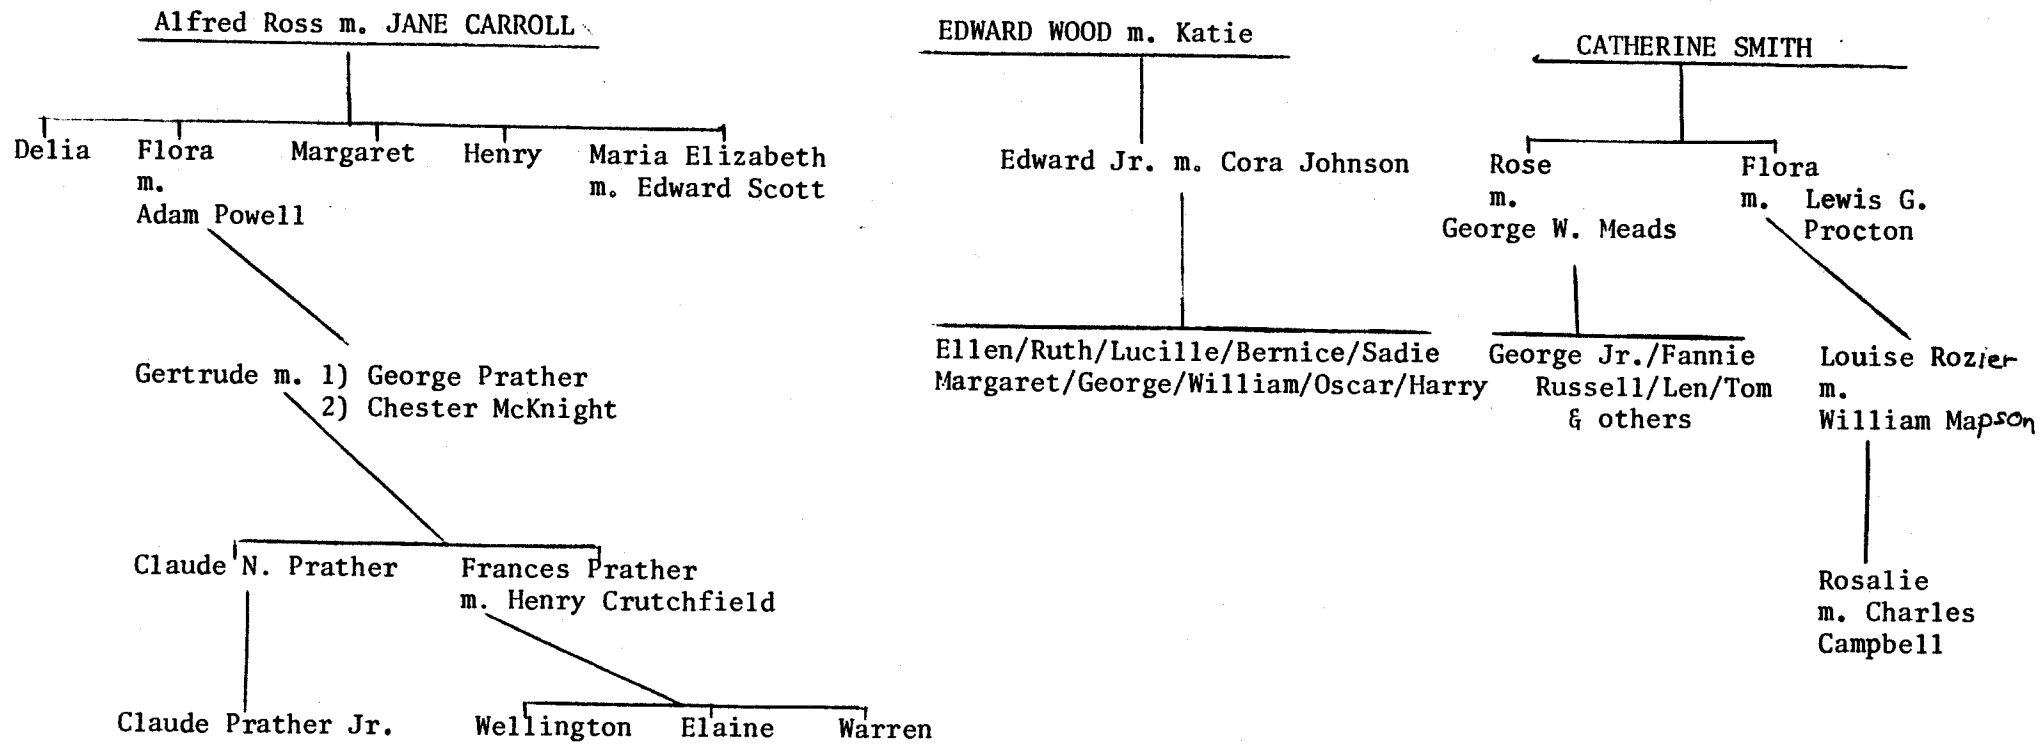 Alfred Ross m. JANE CARROLL
EDWARD WOOD m. Katie
CATHERINE SMITH
Delia
Flora
m.
Adam Powell
Margaret
Henry
Maria Elizabeth
m. Edward Scott
Edward Jr. m. Cora Johnson
Rose
m.
George W. Meads
Flora
m. Lewis G.
Procton
Gertrude m. 1) George Prather
2) Chester McKnight
Ellen/Ruth/Lucille/Bernice/Sadie
Margaret/George/William/Oscar/Harry
George Jr./Fannie
Russell/Len/Tom
& others
Louise Rozier
m.
William Mapson
Claude N. Prather
Frances Prather
m. Henry Crutchfield
Rosalie
m. Charles
Campbell
Claude Prather Jr.
Wellington
Elaine
Warren